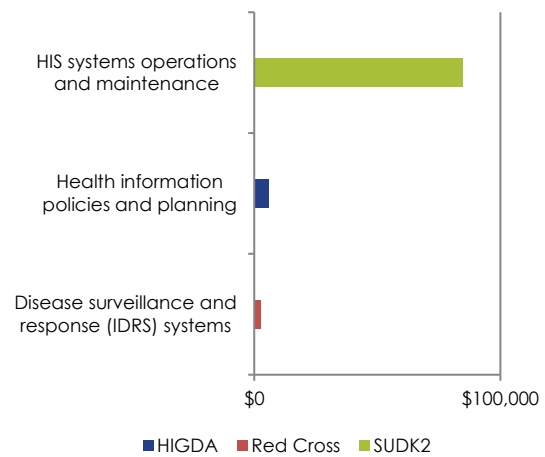 HIS systems operations
and maintenance
Health information
policies and planning
Disease surveillance and
response (IDRS) systems
$0
$100,000
HIGDA Red Cross SUDK2